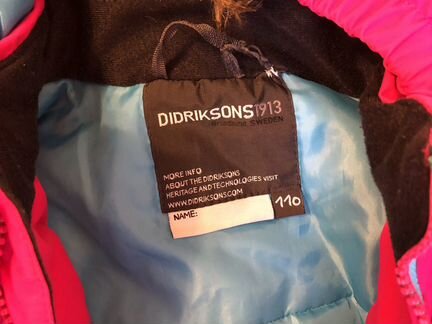 DIDRIKSONS1913
SWEDEN
MORE INFO
ABOUT THE DIDRIKSONS
HERITAGE AND TECHNOLOGIES VISIT
WWW.DIDRIKSONS.COM
NAME:
110